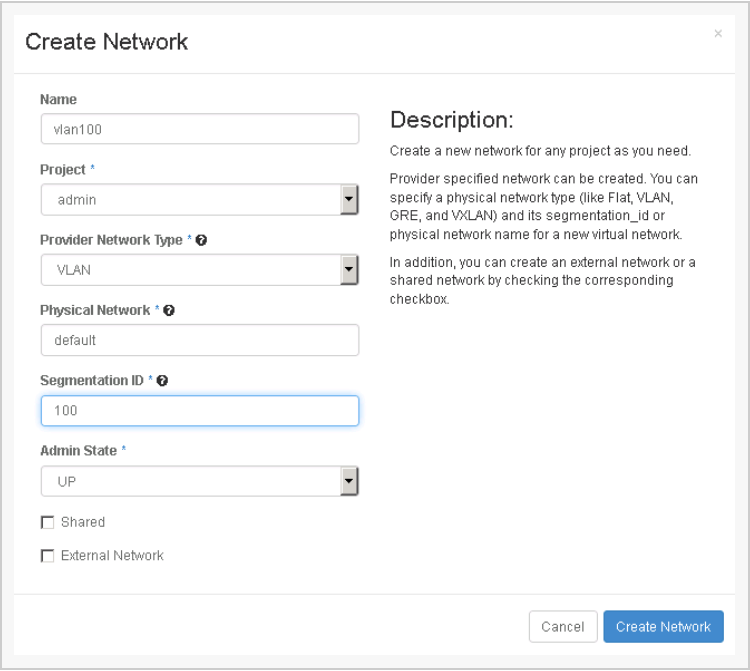 Create Network
×
Name
vlan100
Project *
admin
Provider Network Type * ?
VLAN
Physical Network * ?
default
Segmentation ID * ?
100
Admin State *
UP
Shared
External Network
Description:
Create a new network for any project as you need.
Provider specified network can be created. You can
specify a physical network type (like Flat, VLAN,
GRE, and VXLAN) and its segmentation_id or
physical network name for a new virtual network.
In addition, you can create an external network or a
shared network by checking the corresponding
checkbox.
Cancel
Create Network